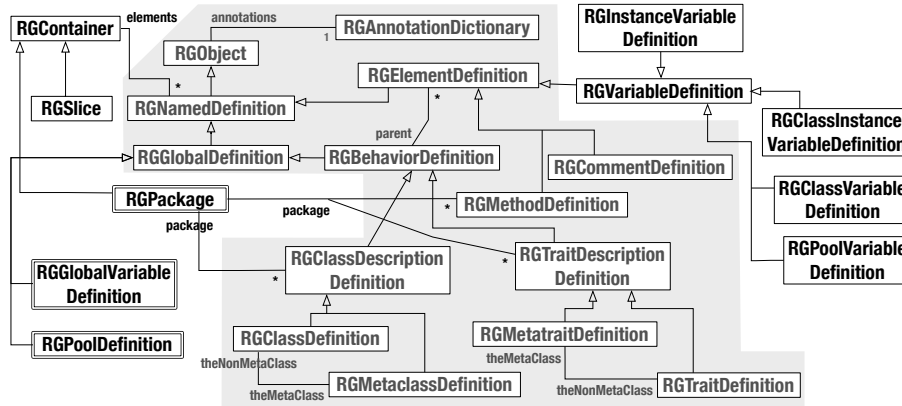 elements
annotations
RGContainer
RGAnnotationDictionary
1
RGInstanceVariable
Definition
RGObject
RGElementDefinition
*
RGSlice
*
RGNamedDefinition
RGVariableDefinition
RGClassInstance
VariableDefinition
parent
RGGlobalDefinition
RGBehaviorDefinition
RGCommentDefinition
RGPackage
package
package
*
RGMethodDefinition
RGClassVariable
Definition
RGClassDescription
Definition
*
RGTraitDescription
Definition
*
RGPoolVariable
Definition
RGGlobalVariable
Definition
RGClassDefinition
theNonMetaClass
RGMetatraitDefinition
theMetaClass
RGPoolDefinition
theMetaClass
RGMetaclassDefinition
theNonMetaClass
RGTraitDefinition